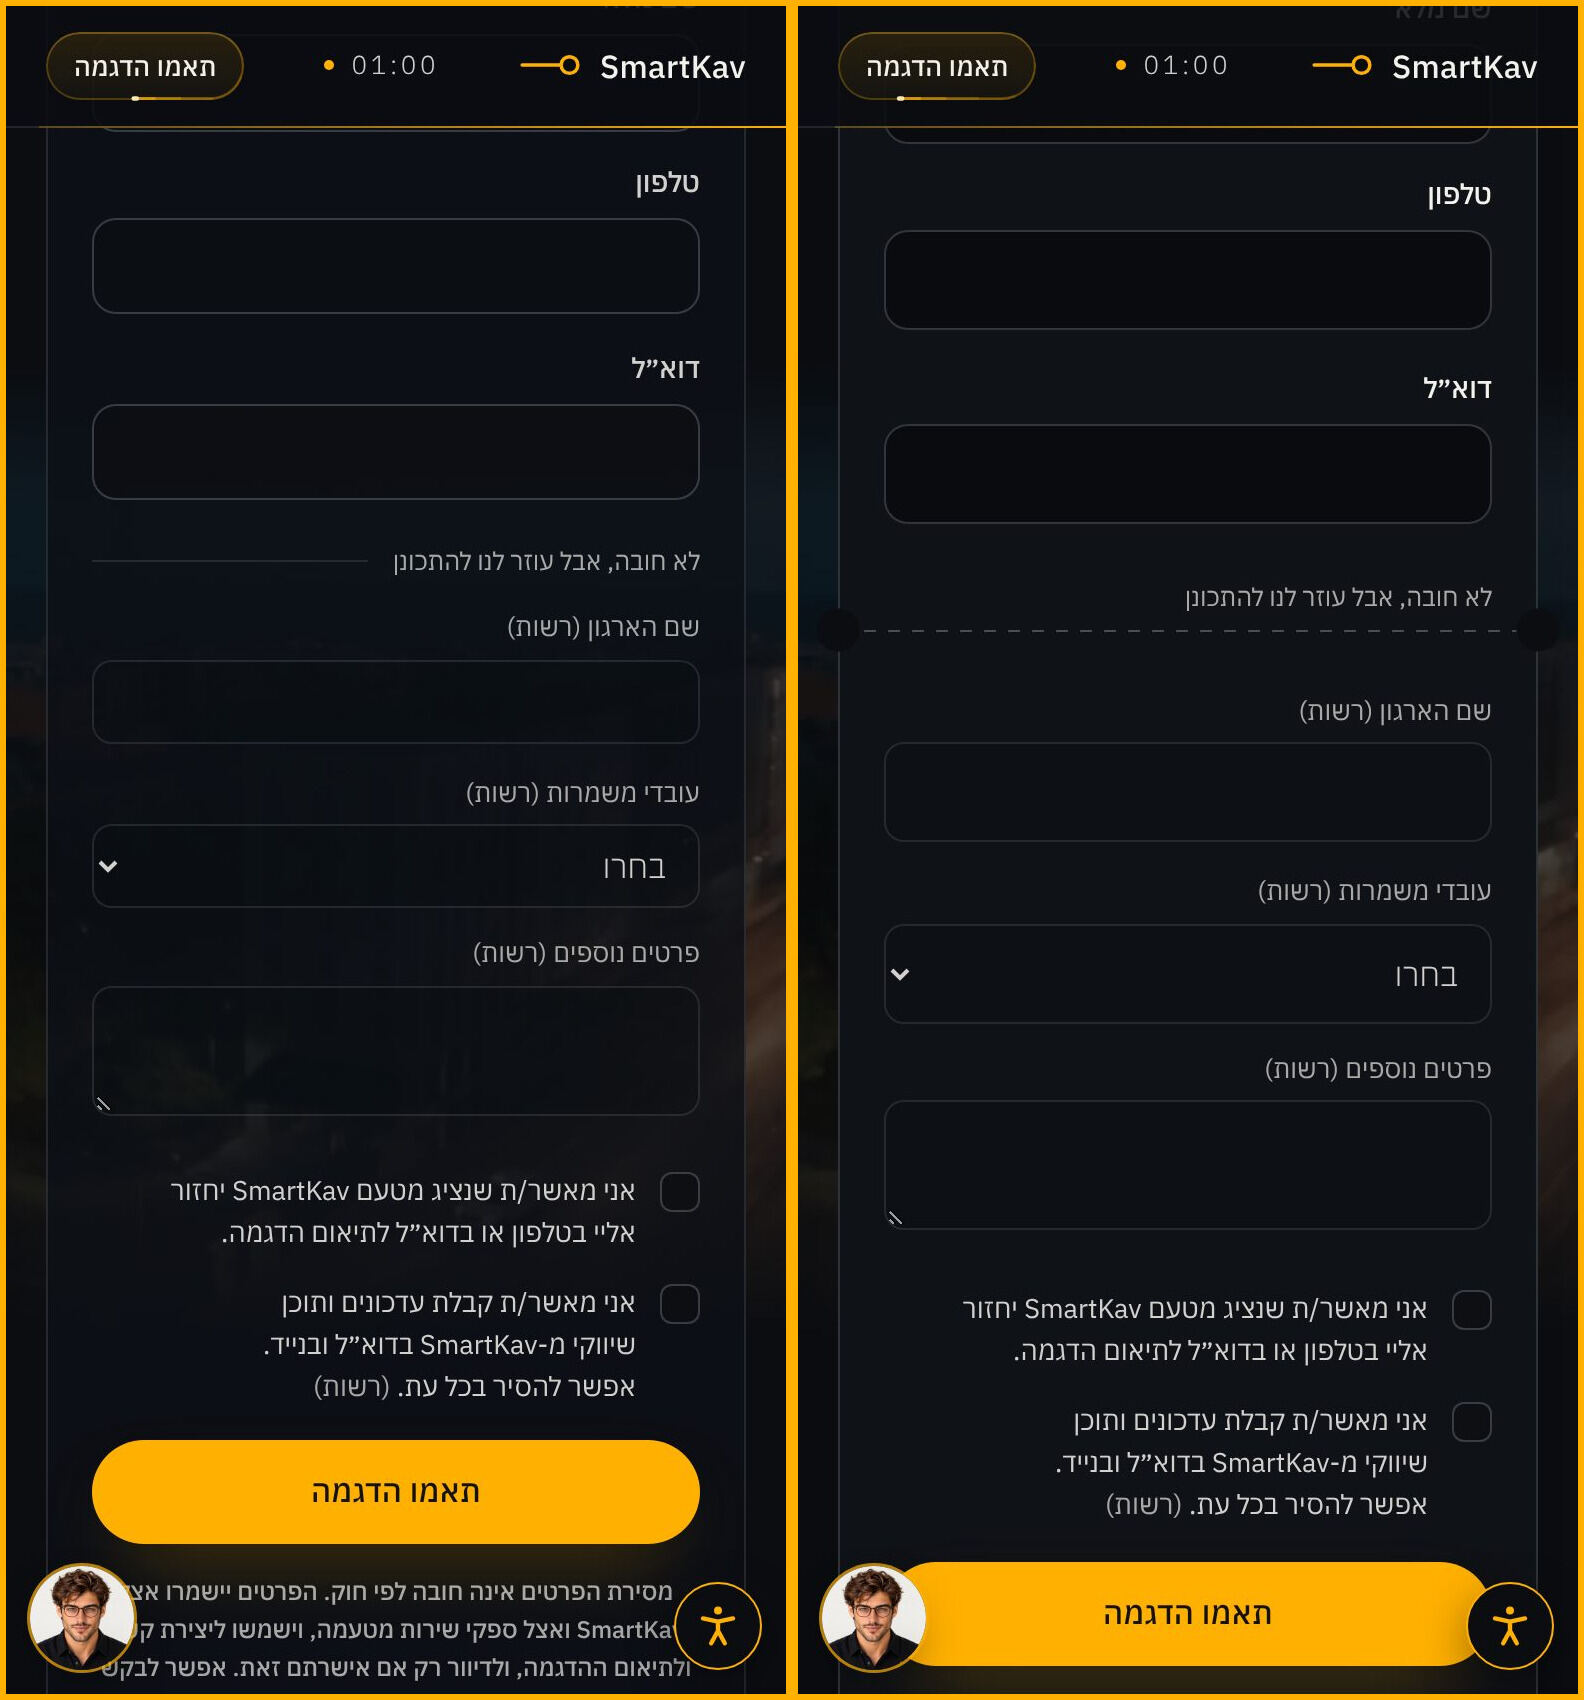 SmartKav
01:00
תאמו הדגמה
טלפון
דוא״ל
לא חובה, אבל עוזר לנו להתכונן
שם הארגון (רשות)
עובדי משמרות (רשות)
בחרו
פרטים נוספים (רשות)
אני מאשר/ת שנציג מטעם SmartKav יחזור
אליי בטלפון או בדוא״ל לתיאום הדגמה.
אני מאשר/ת קבלת עדכונים ותוכן
שיווקי מ-SmartKav בדוא״ל ובנייד.
אפשר להסיר בכל עת. (רשות)
תאמו הדגמה
מסירת הפרטים אינה חובה לפי חוק. הפרטים יישמרו
ואצל ספקי שירות מטעמה, וישמשו ליצירת
ולתיאום ההדגמה, ולדיוור רק אם אישרתם זאת. אפשר לבקש
שם מלא
SmartKav
01:00
תאמו הדגמה
טלפון
דוא״ל
לא חובה, אבל עוזר לנו להתכונן
שם הארגון (רשות)
עובדי משמרות (רשות)
בחרו
פרטים נוספים (רשות)
אני מאשר/ת שנציג מטעם SmartKav יחזור
אליי בטלפון או בדוא״ל לתיאום הדגמה.
אני מאשר/ת קבלת עדכונים ותוכן
שיווקי מ-SmartKav בדוא״ל ובנייד.
אפשר להסיר בכל עת. (רשות)
תאמו הדגמה